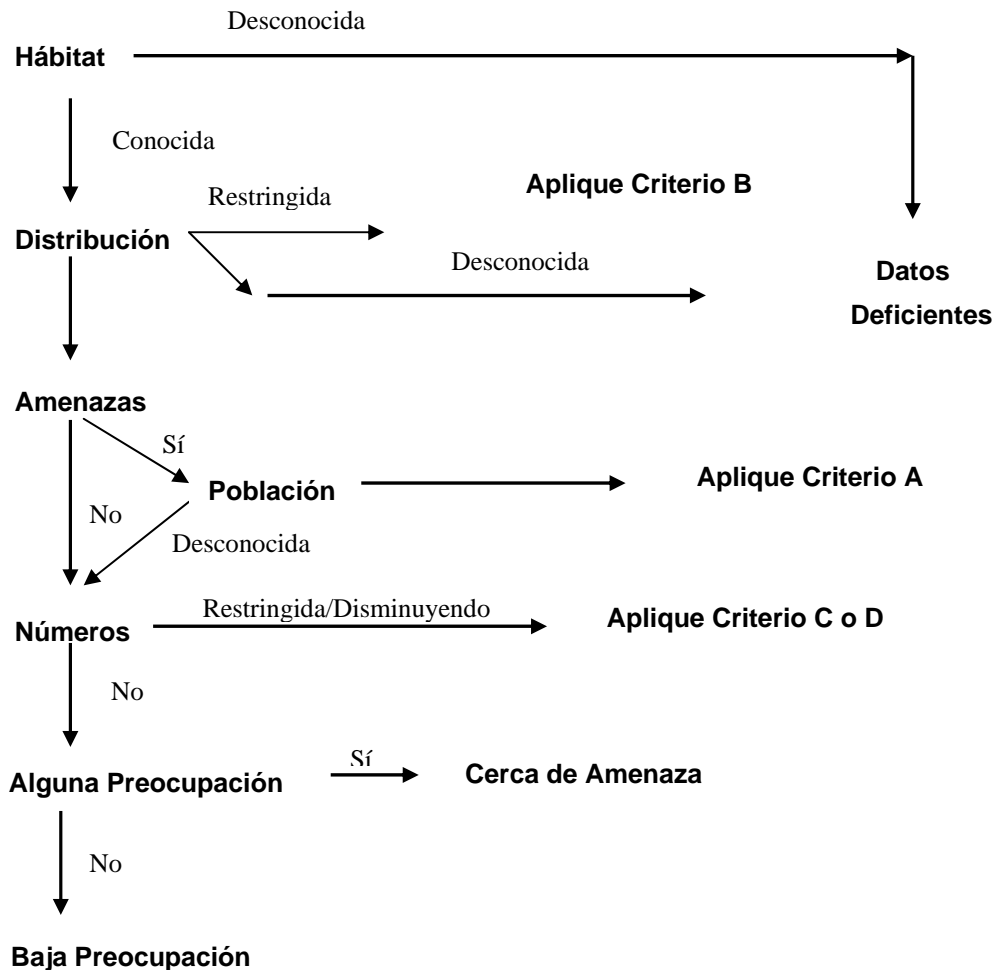 Desconocida
Hábitat
Conocida
Aplique Criterio B
Restringida
Distribución
Desconocida
Datos
Deficientes
Amenazas
Sí
Aplique Criterio A
Población
No
Desconocida
Restringida/Disminuyendo
Aplique Criterio C o D
Números
No
Sí
Cerca de Amenaza
Alguna Preocupación
No
Baja Preocupación